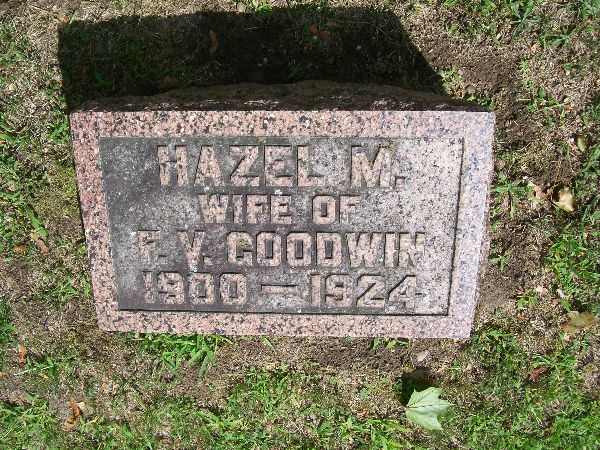 HAZEL M.
WIFE OF
F. V. GOODWIN
1900 — 1924